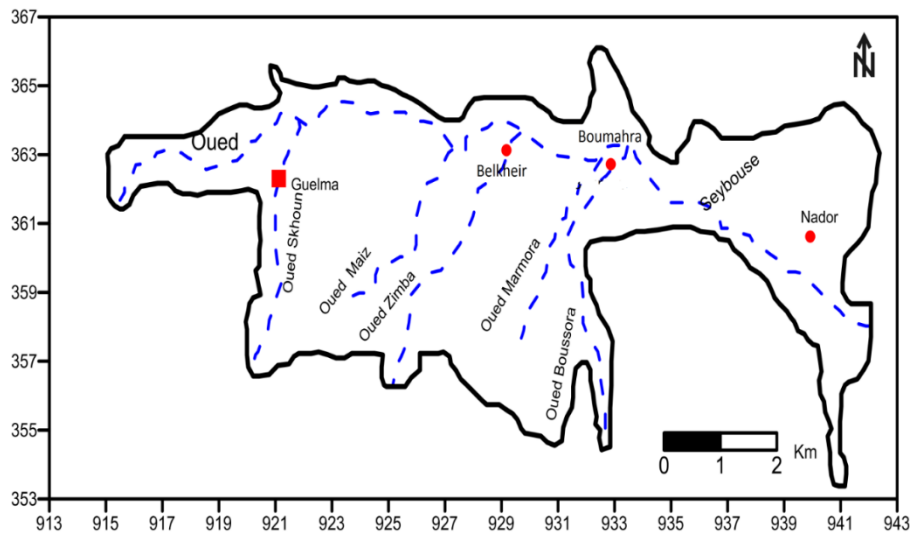 367
365
363
361
359
357
355
353
N
Oued
Guelma
Belkheir
Boumahra
Seybouse
Nador
Oued Skhoun
Oued Maiz
Oued Zimba
Oued Marmora
Oued Boussora
0 1 2
Km
913 915 917 919 921 923 925 927 929 931 933 935 937 939 941 943